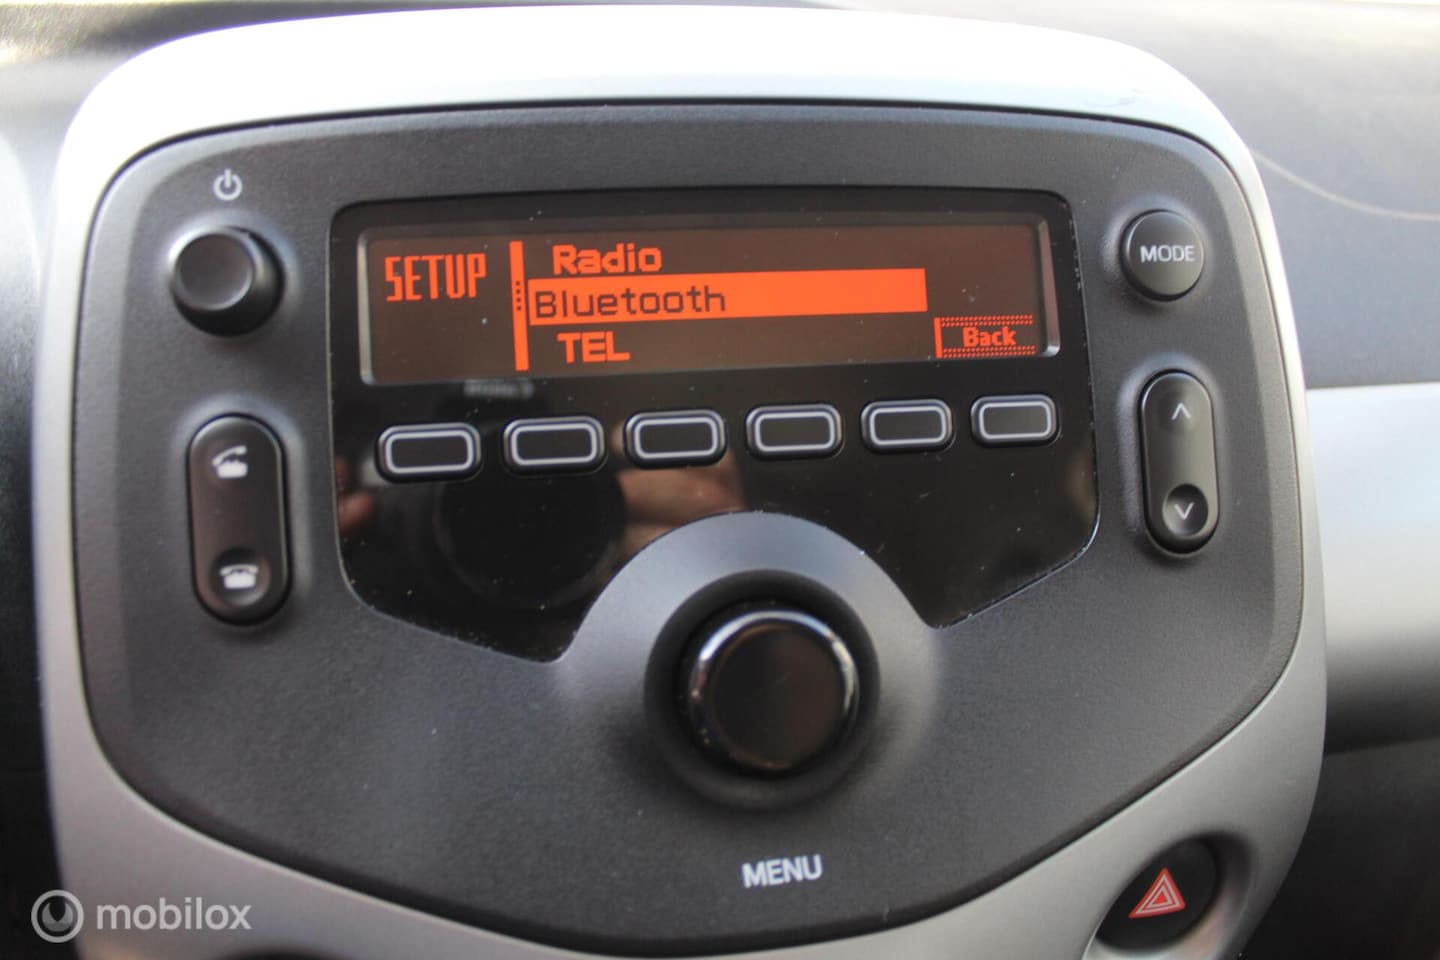 SETUP
Radio
Bluetooth
TEL
Back
MODE
MENU
mobilox